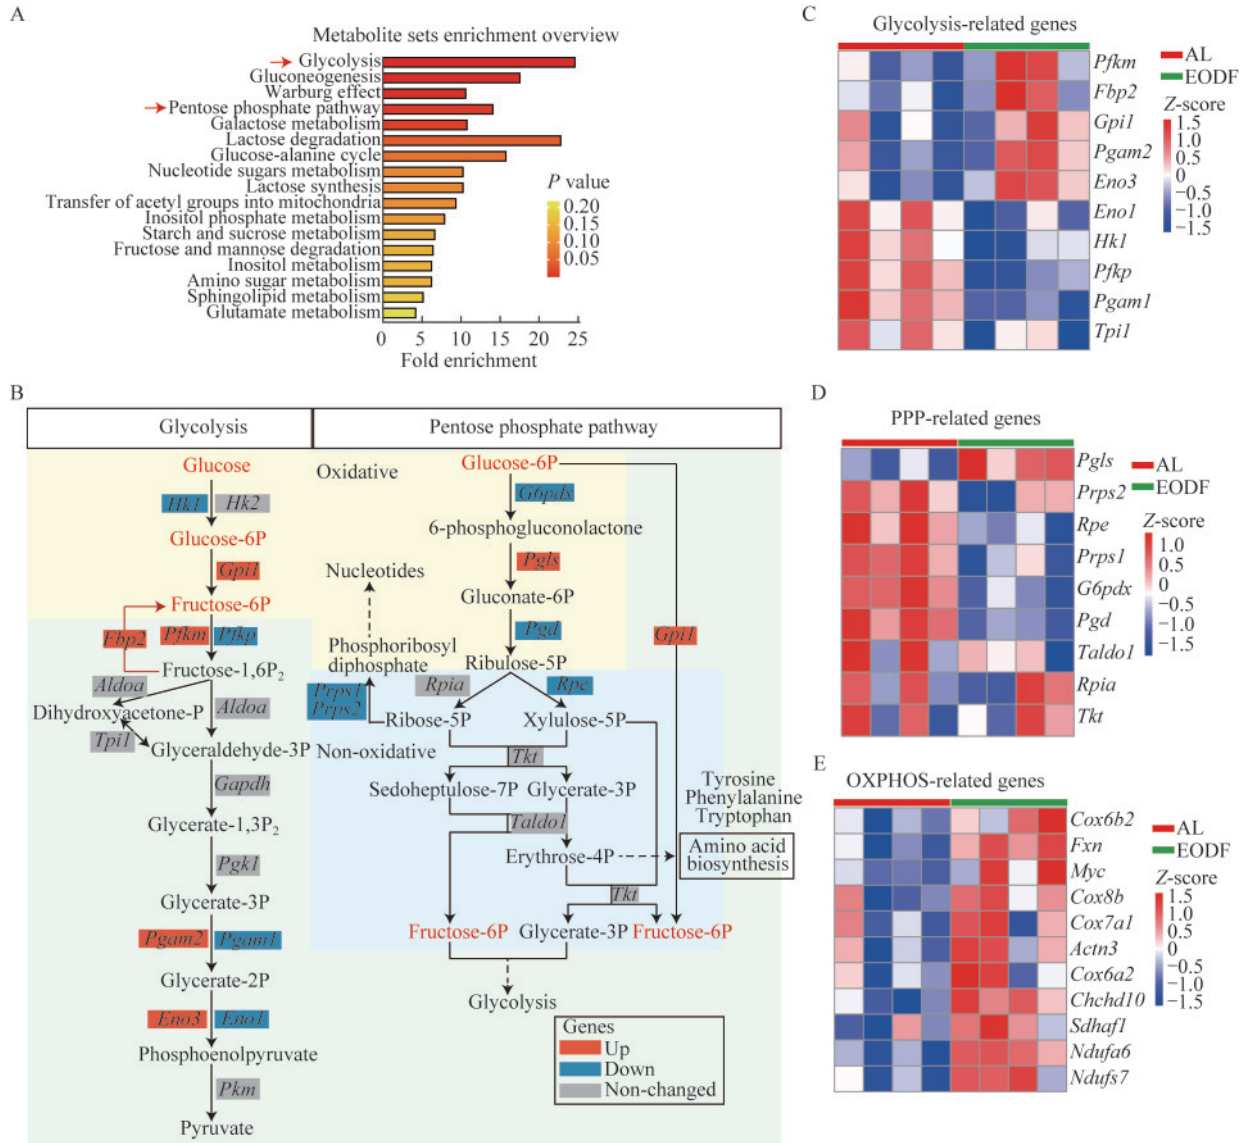 A
Metabolite sets enrichment overview
Glycolysis
Gluconeogenesis
Warburg effect
Pentose phosphate pathway
Galactose metabolism
Lactose degradation
Glucose-alanine cycle
Nucleotide sugars metabolism
Lactose synthesis
Transfer of acetyl groups into mitochondria
Inositol phosphate metabolism
Starch and sucrose metabolism
Fructose and mannose degradation
Inositol metabolism
Amino sugar metabolism
Sphingolipid metabolism
Glutamate metabolism
P value
0.20
0.15
0.10
0.05
0 5 10 15 20 25
Fold enrichment
B
Glycolysis
Glucose
Hk1 Hk2
Glucose-6P
Gpi1
Fructose-6P
Fbp2 Pfkm Pfkp
Fructose-1,6P₂
Aldoa
Dihydroxyacetone-P
Aldoa
Tpi1
Glyceraldehyde-3P
Gapdh
Glycerate-1,3P₂
Pgk1
Glycerate-3P
Pgam2 Pgam1
Glycerate-2P
Eno3 Eno1
Phosphoenolpyruvate
Pkm
Pyruvate
Pentose phosphate pathway
Oxidative
Glucose-6P
G6pdx
6-phosphogluconolactone
Pgls
Nucleotides
Gluconate-6P
Pgd
Gpi1
Phosphoribosyl
diphosphate
Ribulose-5P
Prps1
Prps2
Rpia
Rpe
Ribose-5P
Xylulose-5P
Non-oxidative
Tkt
Sedoheptulose-7P
Glycerate-3P
Tyrosine
Phenylalanine
Tryptophan
Taldo1
Erythrose-4P
Amino acid
biosynthesis
Tkt
Fructose-6P
Glycerate-3P
Fructose-6P
Glycolysis
Genes
Up
Down
Non-changed
C
Glycolysis-related genes
Pfkm
Fbp2
Gpi1
Pgam2
Eno3
Eno1
Hk1
Pfkp
Pgam1
Tpi1
AL
EODF
Z-score
1.5
1.0
0.5
0
−0.5
−1.0
−1.5
D
PPP-related genes
Pgls
Prps2
Rpe
Prps1
G6pdx
Pgd
Taldo1
Rpia
Tkt
AL
EODF
Z-score
1.0
0.5
0
−0.5
−1.0
−1.5
E
OXPHOS-related genes
Cox6b2
Fxn
Myc
Cox8b
Cox7a1
Actn3
Cox6a2
Chchd10
Sdhaf1
Ndufa6
Ndufs7
AL
EODF
Z-score
1.5
1.0
0.5
0
−0.5
−1.0
−1.5